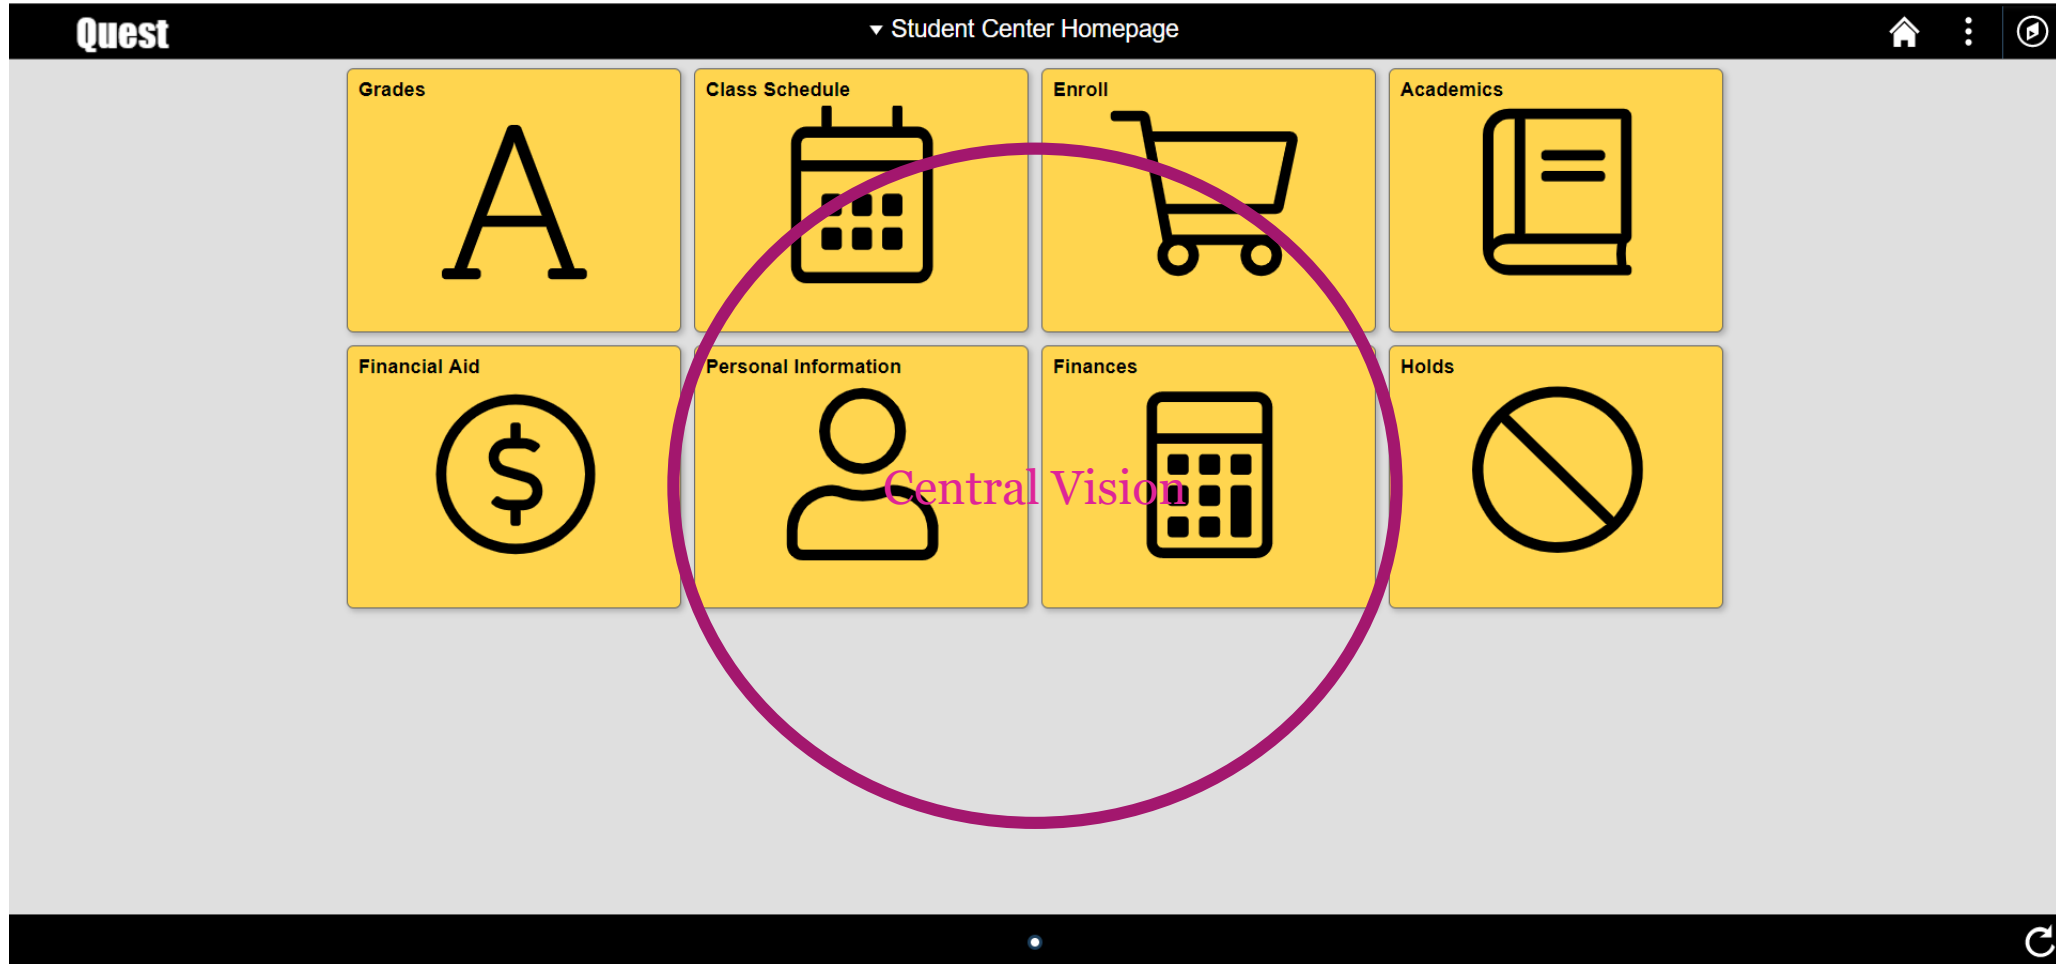 Quest
Student Center Homepage
Grades
Class Schedule
Enroll
Academics
Financial Aid
Personal Information
Finances
Holds
Central Vision